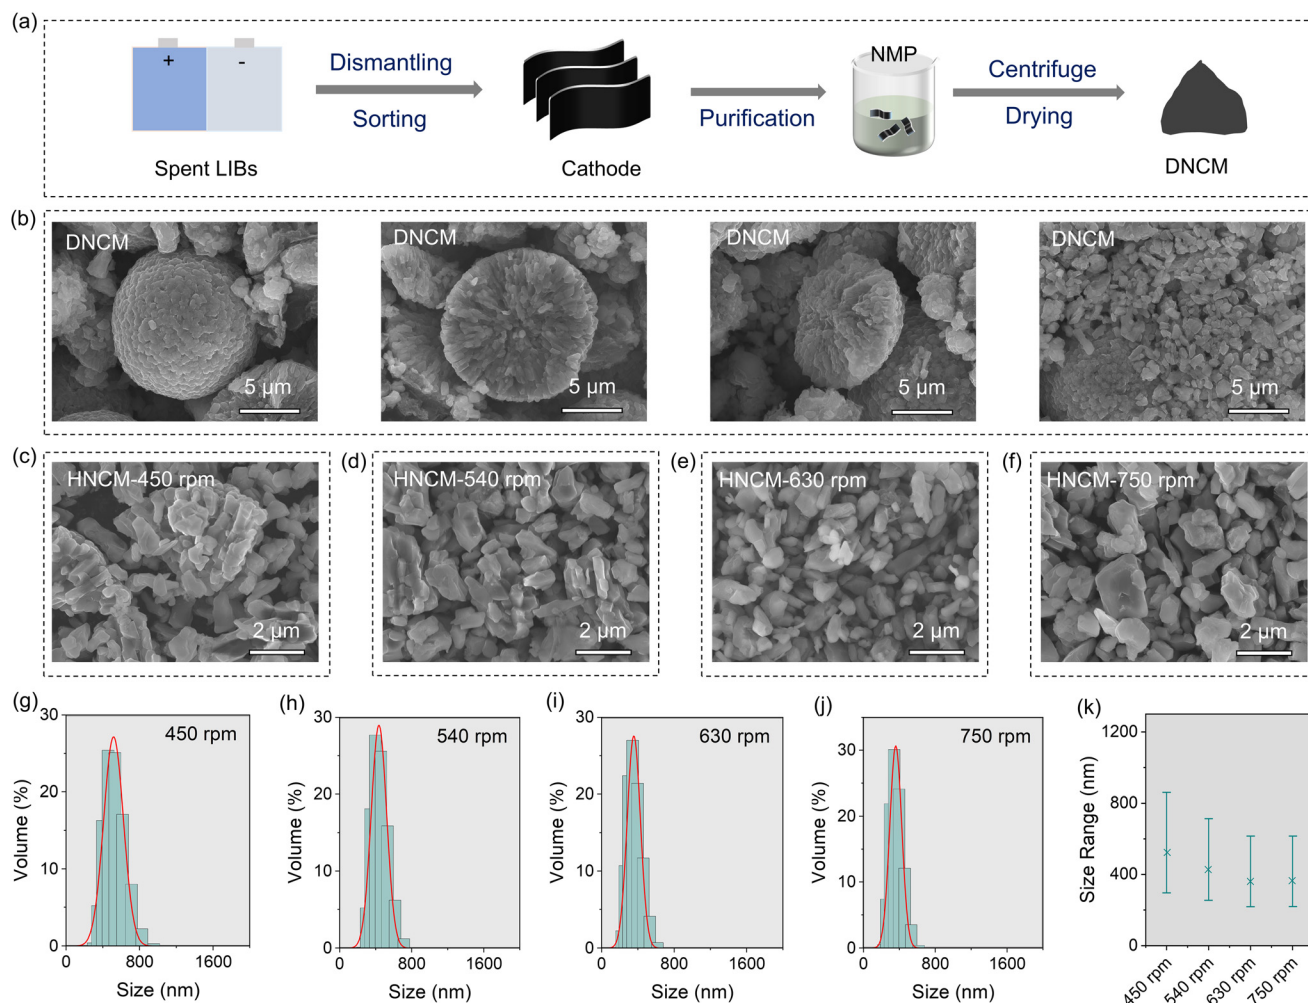 (a)
+
-
Spent LIBs
Dismantling
Sorting
Cathode
Purification
NMP
Centrifuge
Drying
DNCM
(b)
DNCM
5 µm
DNCM
5 µm
DNCM
5 µm
DNCM
5 µm
(c)
HNCM-450 rpm
2 µm
(d)
HNCM-540 rpm
2 µm
(e)
HNCM-630 rpm
2 µm
(f)
HNCM-750 rpm
2 µm
(g)
450 rpm
Volume (%)
30
20
10
0
0 800 1600
Size (nm)
(h)
540 rpm
Volume (%)
30
20
10
0
0 800 1600
Size (nm)
(i)
630 rpm
Volume (%)
30
20
10
0
0 800 1600
Size (nm)
(j)
750 rpm
Volume (%)
30
20
10
0
0 800 1600
Size (nm)
(k)
Size Range (nm)
1200
800
400
0
450 rpm
540 rpm
630 rpm
750 rpm